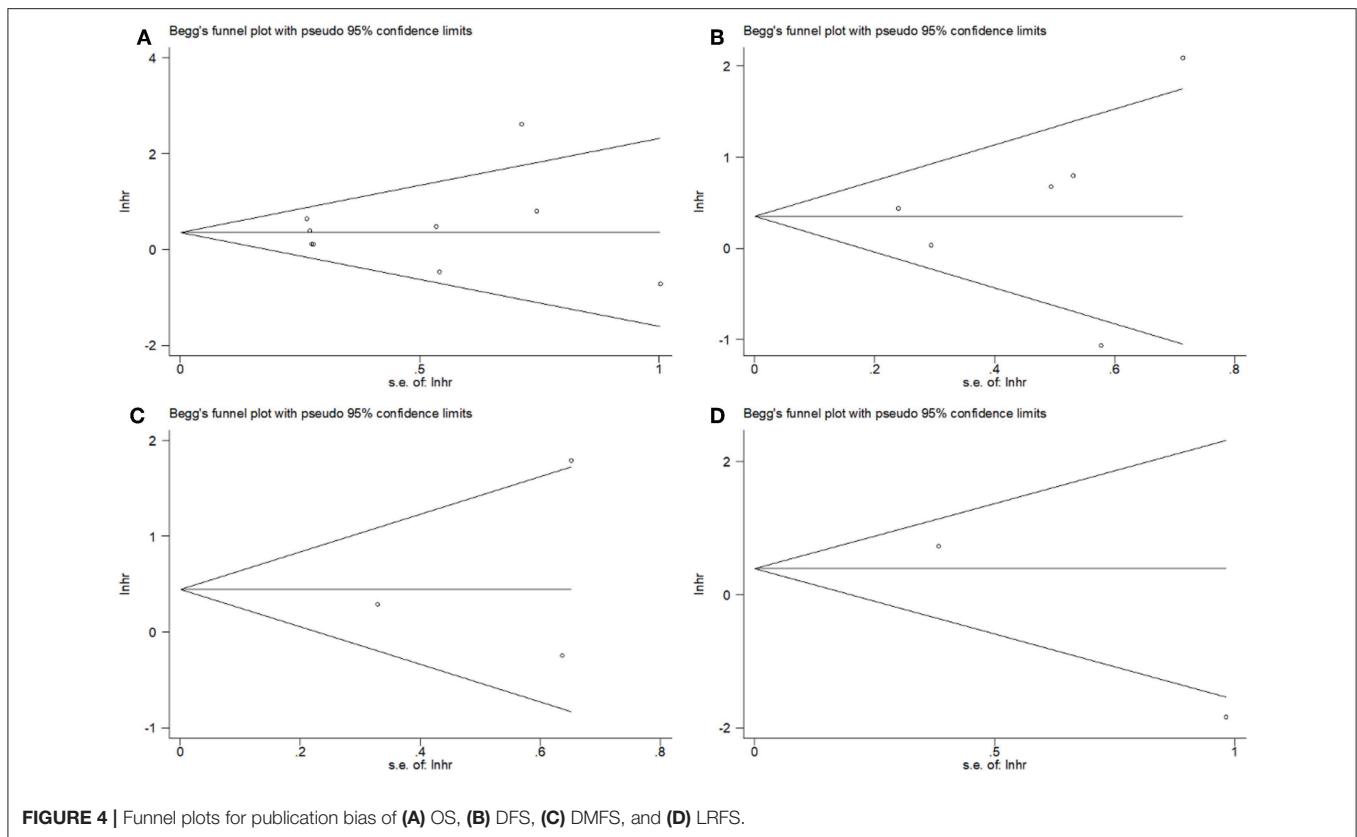 A
Begg's funnel plot with pseudo 95% confidence limits
4
2
0
-2
lnhr
0
.5
1
s.e. of: lnhr
B
Begg's funnel plot with pseudo 95% confidence limits
2
1
0
-1
lnhr
0
.2
.4
.6
.8
s.e. of: lnhr
C
Begg's funnel plot with pseudo 95% confidence limits
2
1
0
-1
lnhr
0
.2
.4
.6
.8
s.e. of: lnhr
D
Begg's funnel plot with pseudo 95% confidence limits
2
0
-2
lnhr
0
.5
1
s.e. of: lnhr
FIGURE 4 | Funnel plots for publication bias of (A) OS, (B) DFS, (C) DMFS, and (D) LRFS.